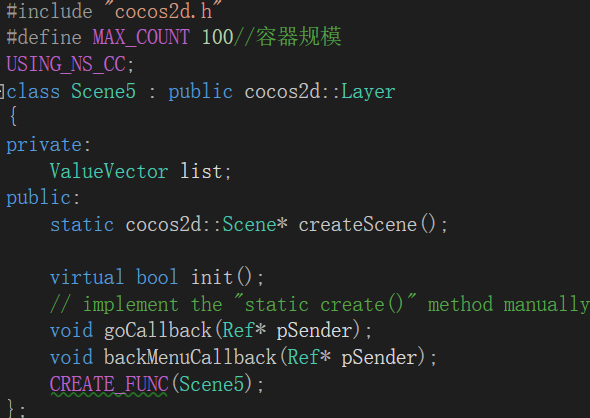 #include "cocos2d.h"
#define MAX_COUNT 100//容器规模
USING_NS_CC;
class Scene5 : public cocos2d::Layer
{
private:
    ValueVector list;
public:
    static cocos2d::Scene* createScene();

    virtual bool init();
    // implement the "static create()" method manually
    void goCallback(Ref* pSender);
    void backMenuCallback(Ref* pSender);
    CREATE_FUNC(Scene5);
};